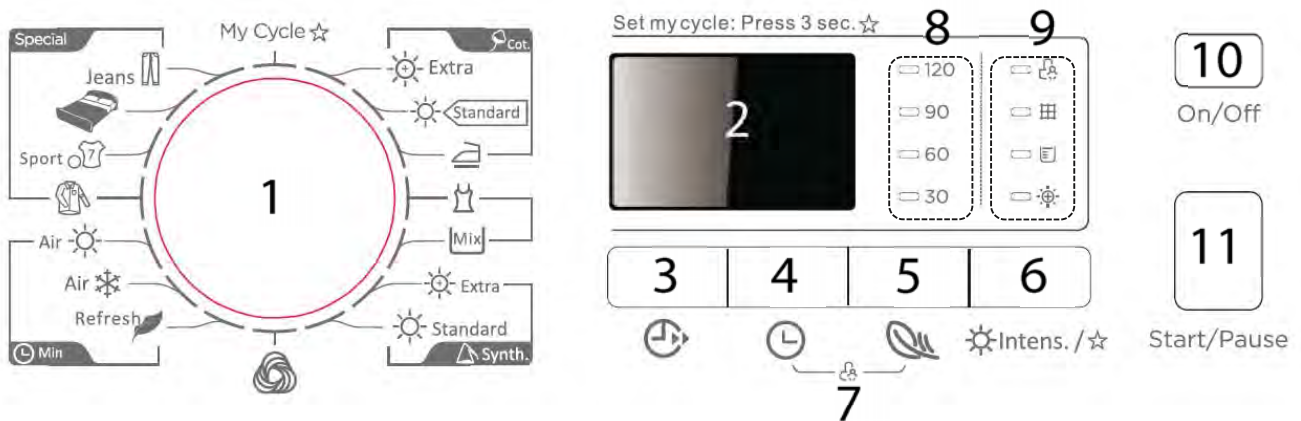 Special
My Cycle ☆
Cot.
Jeans
Extra
Standard
Sport 7
Mix
Air
Air
Extra
Refresh
Standard
Min
Synth.
1
Set my cycle: Press 3 sec. ☆
8
9
2
120
90
60
30
3
4
5
6
Intens. / ☆
7
10
On/Off
11
Start/Pause